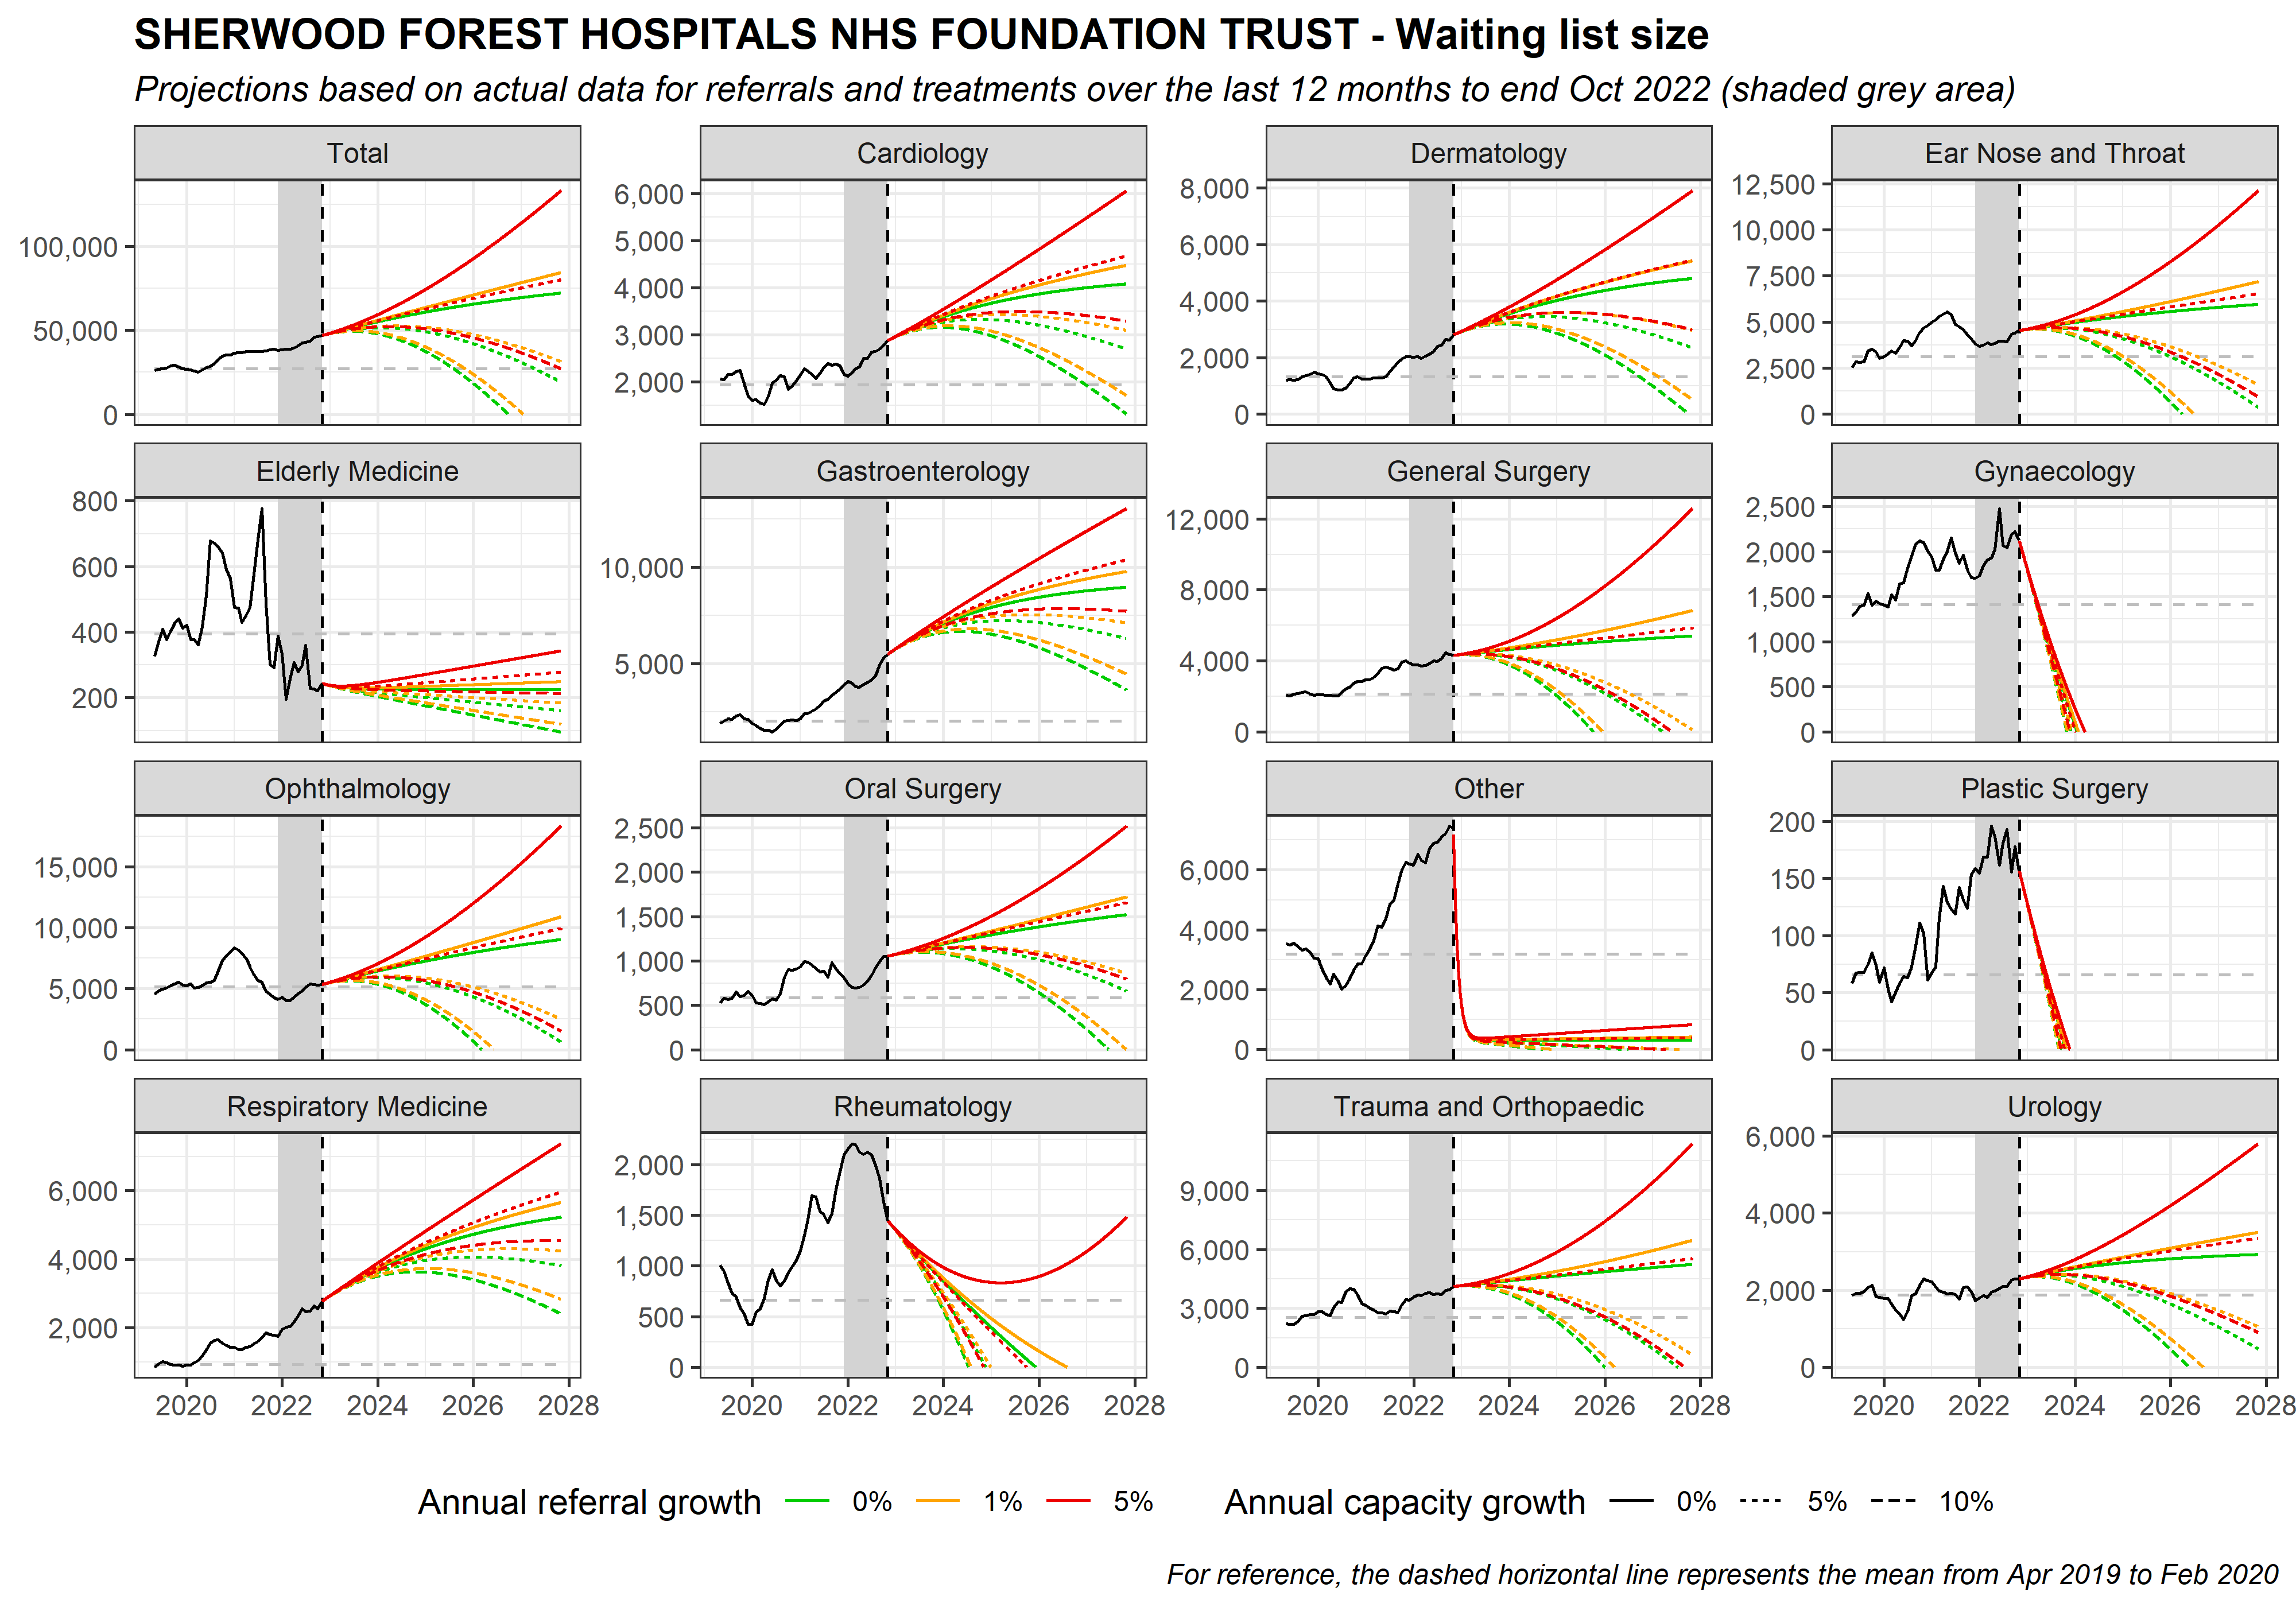 SHERWOOD FOREST HOSPITALS NHS FOUNDATION TRUST - Waiting list size
Projections based on actual data for referrals and treatments over the last 12 months to end Oct 2022 (shaded grey area)
Total
100,000
50,000
0
Cardiology
6,000
5,000
4,000
3,000
2,000
Dermatology
8,000
6,000
4,000
2,000
0
Ear Nose and Throat
12,500
10,000
7,500
5,000
2,500
0
Elderly Medicine
800
600
400
200
Gastroenterology
10,000
5,000
General Surgery
12,000
8,000
4,000
0
Gynaecology
2,500
2,000
1,500
1,000
500
0
Ophthalmology
15,000
10,000
5,000
0
Oral Surgery
2,500
2,000
1,500
1,000
500
0
Other
6,000
4,000
2,000
0
Plastic Surgery
200
150
100
50
0
Respiratory Medicine
6,000
4,000
2,000
2020 2022 2024 2026 2028
Rheumatology
2,000
1,500
1,000
500
0
2020 2022 2024 2026 2028
Trauma and Orthopaedic
9,000
6,000
3,000
0
2020 2022 2024 2026 2028
Urology
6,000
4,000
2,000
0
2020 2022 2024 2026 2028
Annual referral growth 0% 1% 5% Annual capacity growth 0% 5% 10%
For reference, the dashed horizontal line represents the mean from Apr 2019 to Feb 2020